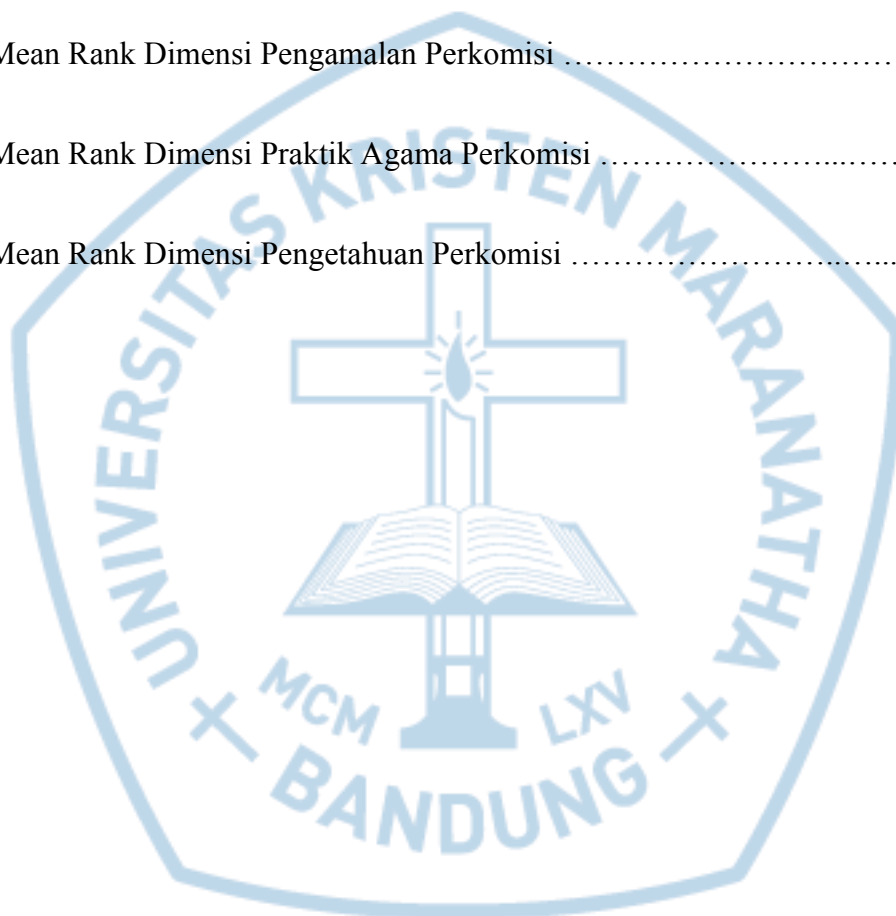 Mean Rank Dimensi Pengamalan Perkomisi ……………………………
Mean Rank Dimensi Praktik Agama Perkomisi …………………...……
Mean Rank Dimensi Pengetahuan Perkomisi ……………………..…...
UNIVERSITAS KRISTEN MARANATHA
MCM LXV
BANDUNG